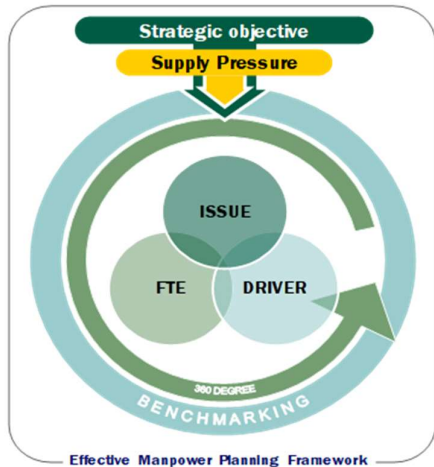 Strategic objective
Supply Pressure
ISSUE
FTE
DRIVER
360 DEGREE
BENCHMARKING
Effective Manpower Planning Framework